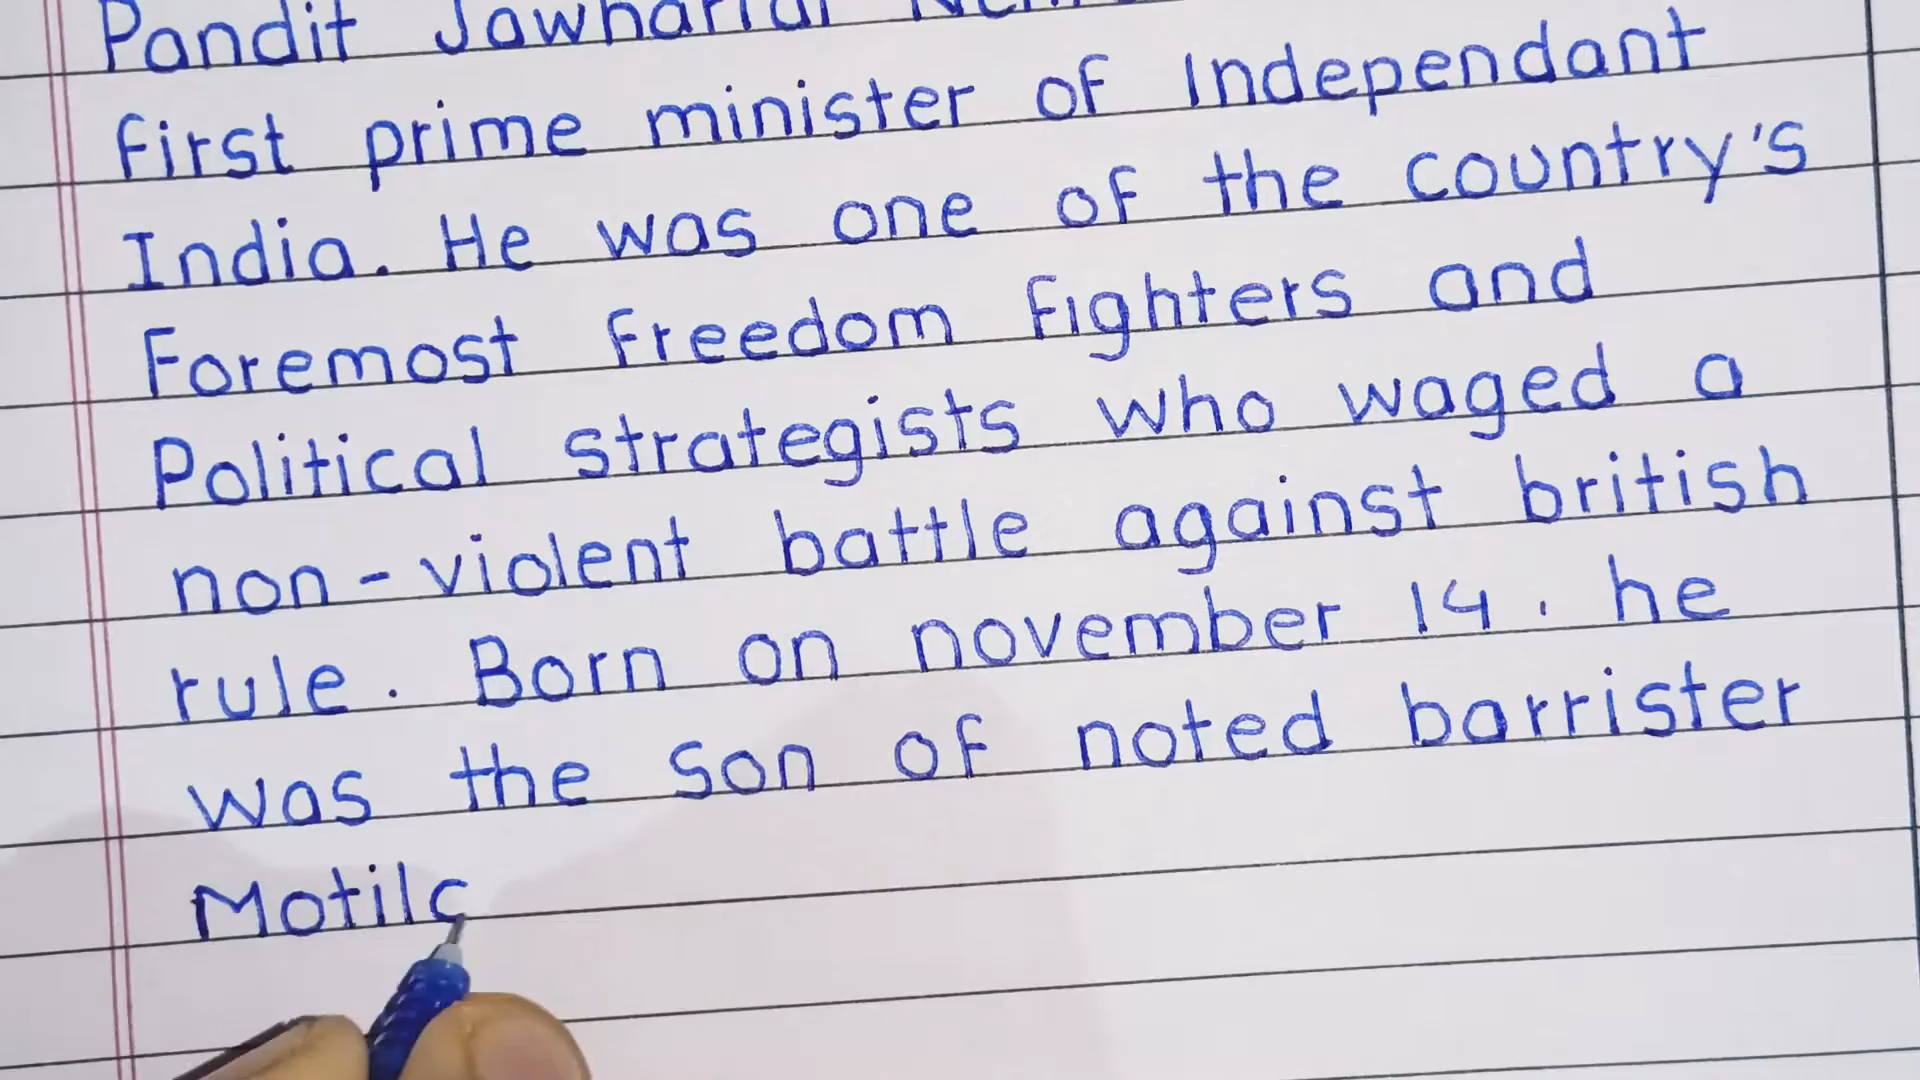 Pandit Jawharlal
first prime minister of Independant
India. He was one of the country's
Foremost freedom fighters and
Political strategists who waged a
non-violent battle against british
rule. Born on november 14. he
was the son of noted barrister
Motila